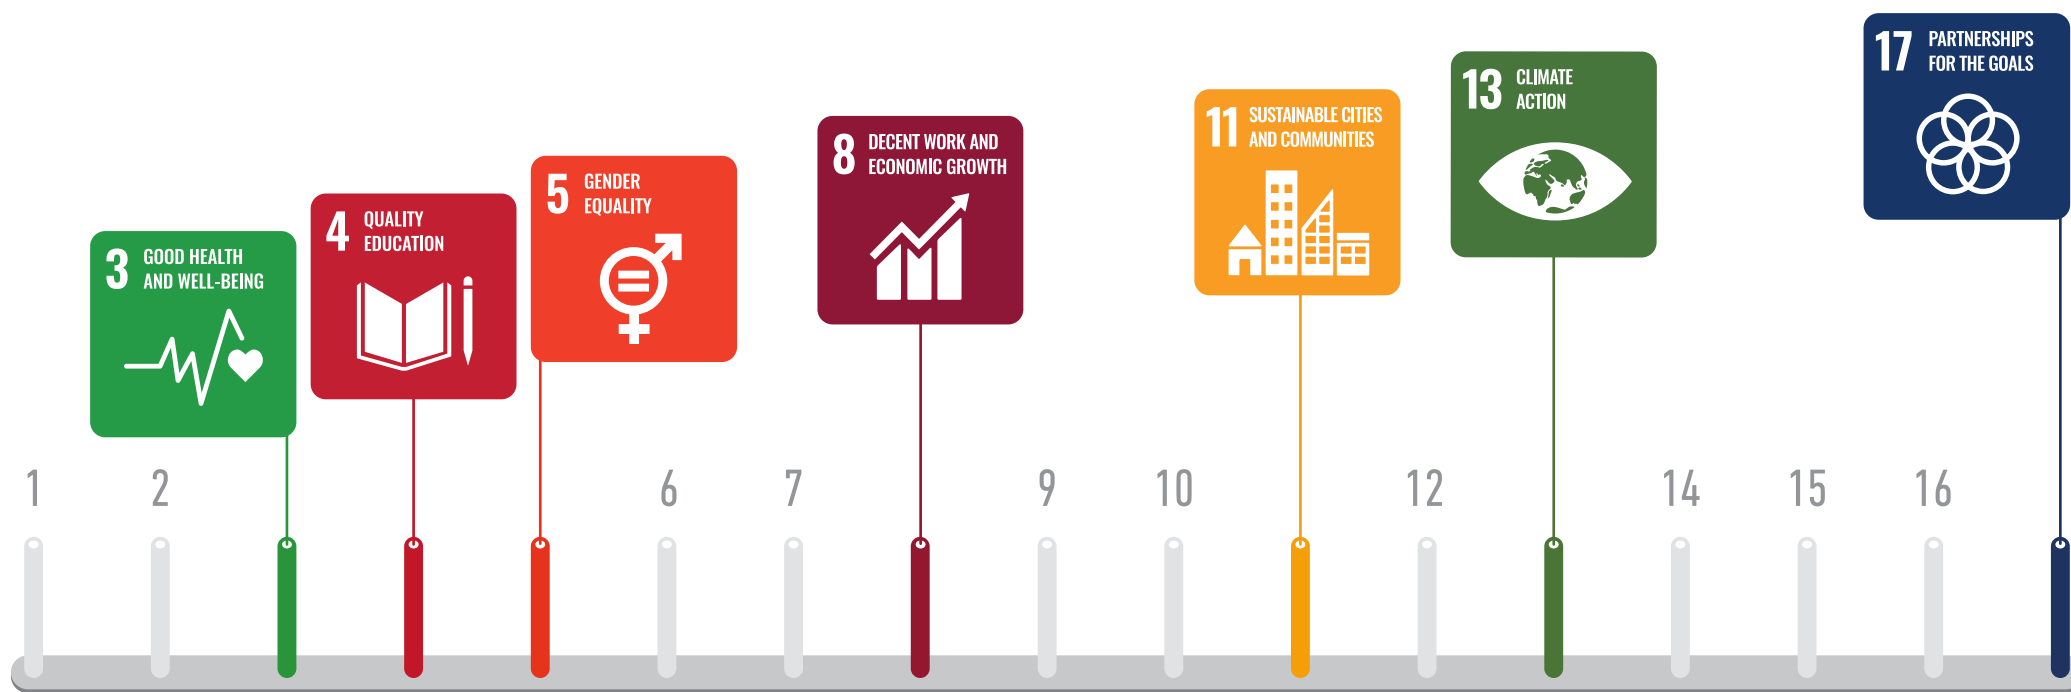 3 GOOD HEALTH
AND WELL-BEING
4 QUALITY
EDUCATION
5 GENDER
EQUALITY
8 DECENT WORK AND
ECONOMIC GROWTH
11 SUSTAINABLE CITIES
AND COMMUNITIES
13 CLIMATE
ACTION
17 PARTNERSHIPS
FOR THE GOALS
1 2 6 7 9 10 12 14 15 16